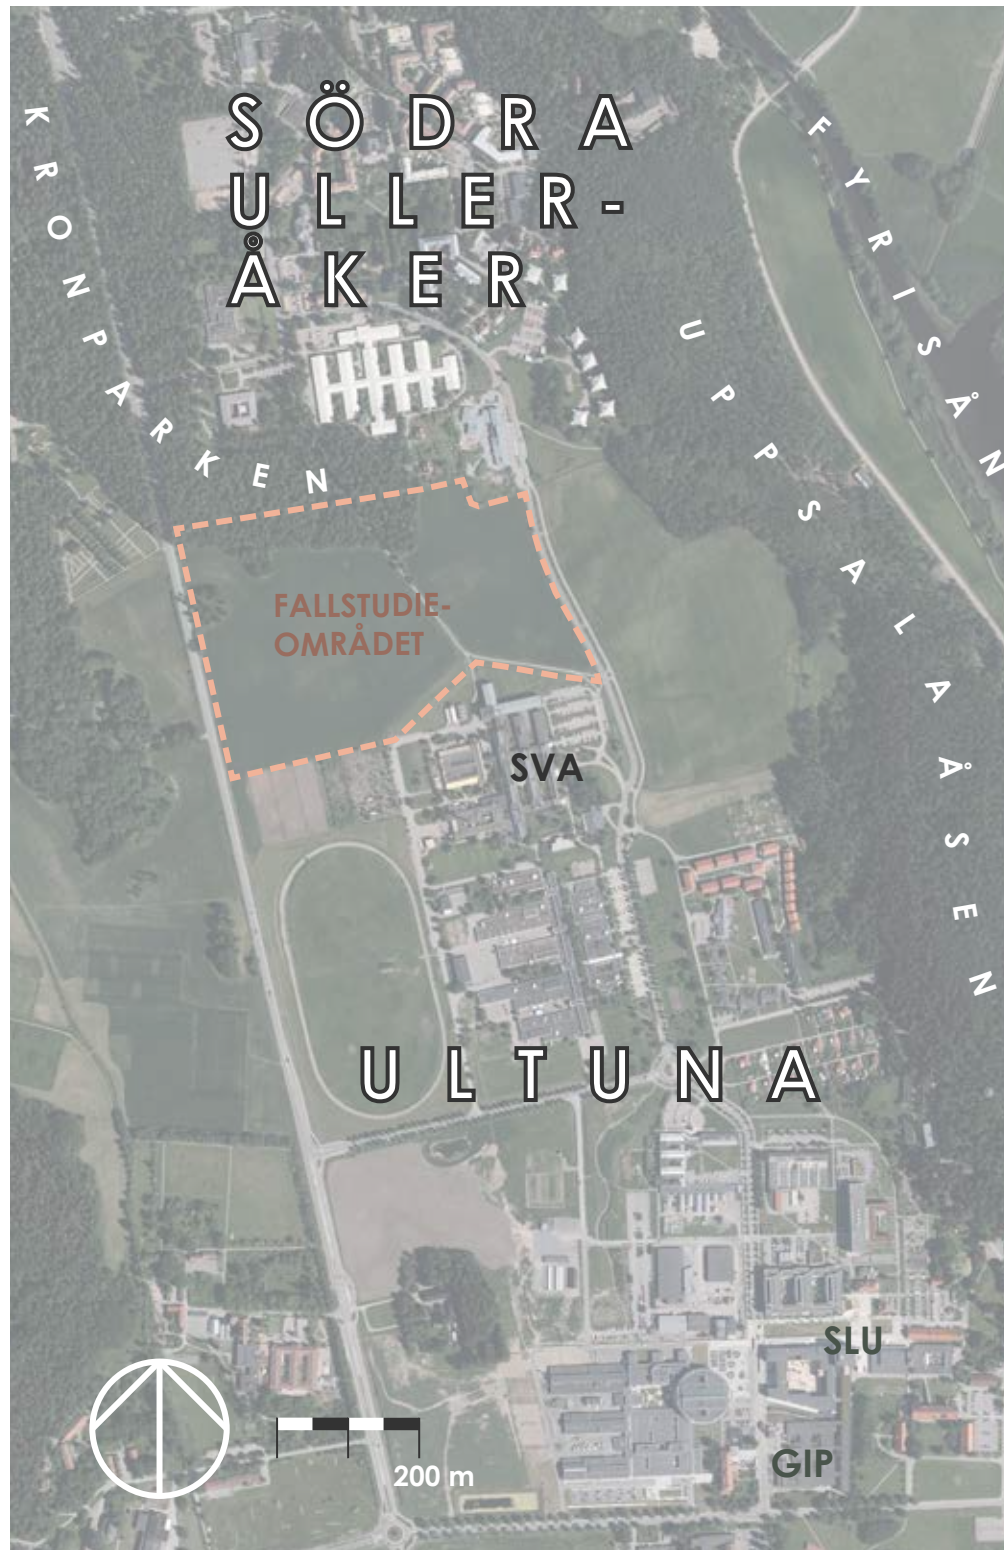 SÖDRA
ULLER-
ÅKER
KRONPARKEN
FYRISÅN
UPPSALAÅSEN
FALLSTUDIE-
OMRÅDET
SVA
ULTUNA
SLU
GIP
200 m